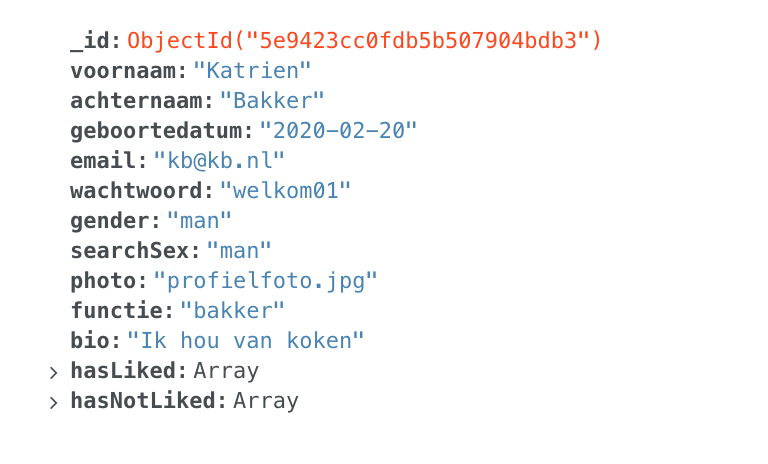 _id: ObjectId("5e9423cc0fdb5b507904bdb3")
voornaam: "Katrien"
achternaam: "Bakker"
geboortedatum: "2020-02-20"
email: "kb@kb.nl"
wachtwoord: "welkom01"
gender: "man"
searchSex: "man"
photo: "profielfoto.jpg"
functie: "bakker"
bio: "Ik hou van koken"
> hasLiked: Array
> hasNotLiked: Array